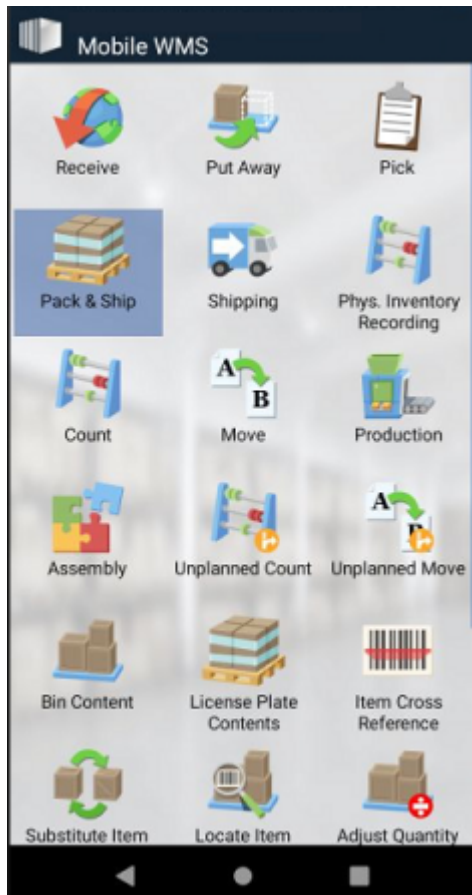 Mobile WMS
Receive
Put Away
Pick
Pack & Ship
Shipping
Phys. Inventory
Recording
Count
Move
Production
Assembly
Unplanned Count
Unplanned Move
Bin Content
License Plate
Contents
Item Cross
Reference
Substitute Item
Locate Item
Adjust Quantity